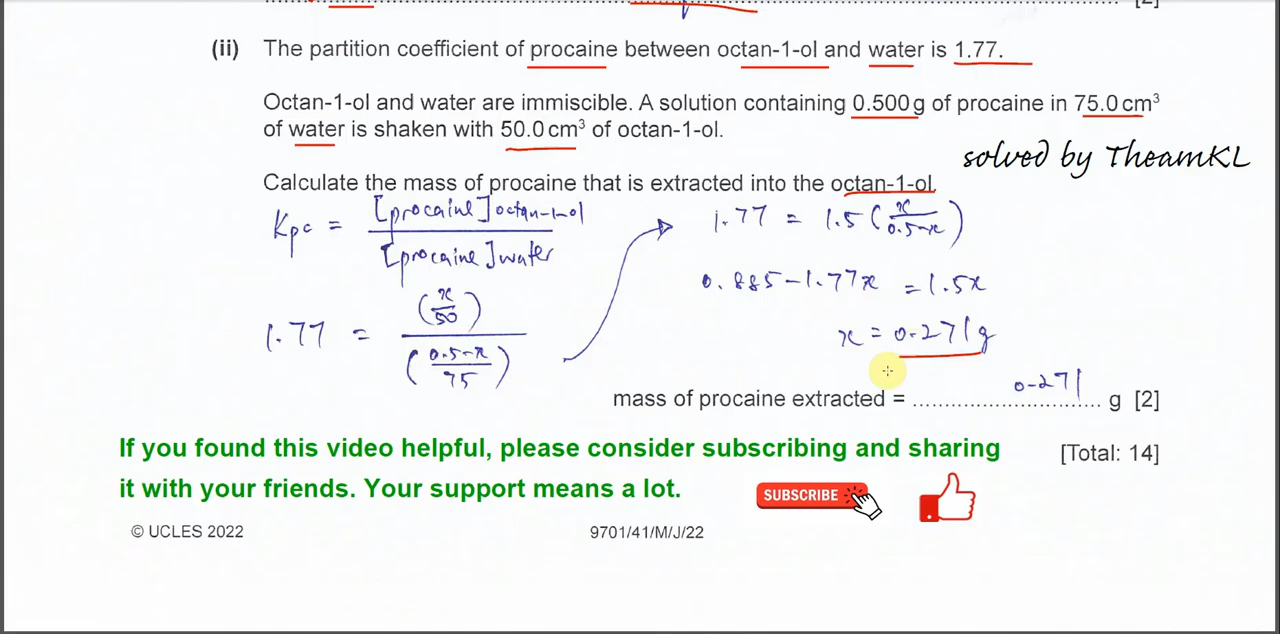 [2]
(ii) The partition coefficient of procaine between octan-1-ol and water is 1.77.
Octan-1-ol and water are immiscible. A solution containing 0.500 g of procaine in 75.0 cm³
of water is shaken with 50.0 cm³ of octan-1-ol.
solved by TheamKL
Calculate the mass of procaine that is extracted into the octan-1-ol.
Kpc = [procaine]octan-1-ol / [procaine]water
1.77 = (x/50) / (0.5-x/75)
1.77 = 1.5 (x/0.5-x)
0.885-1.77x = 1.5x
x = 0.271g
mass of procaine extracted = 0.271 g [2]
If you found this video helpful, please consider subscribing and sharing
it with your friends. Your support means a lot.
[Total: 14]
SUBSCRIBE
© UCLES 2022
9701/41/M/J/22